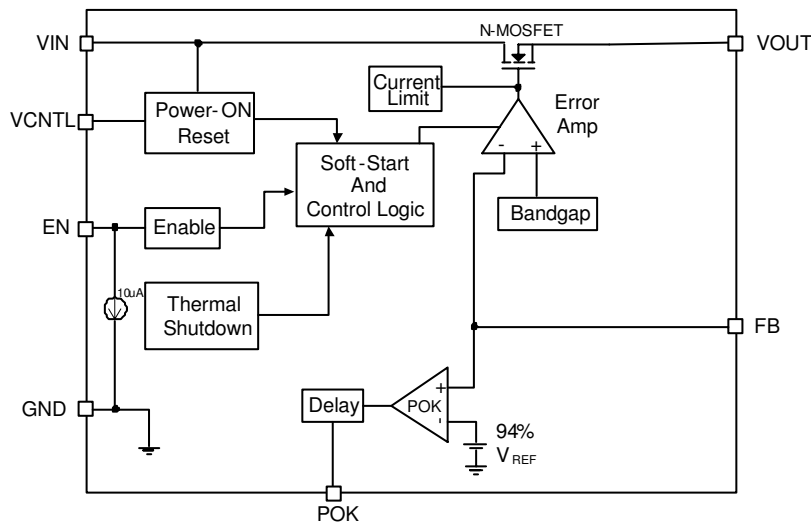 N-MOSFET
VIN
VOUT
Current
Limit
Error
Amp
VCNTL
Power-ON
Reset
- +
Soft-Start
And
Control Logic
Bandgap
EN
Enable
10uA
Thermal
Shutdown
FB
GND
Delay
POK
+
-
94%
VREF
POK